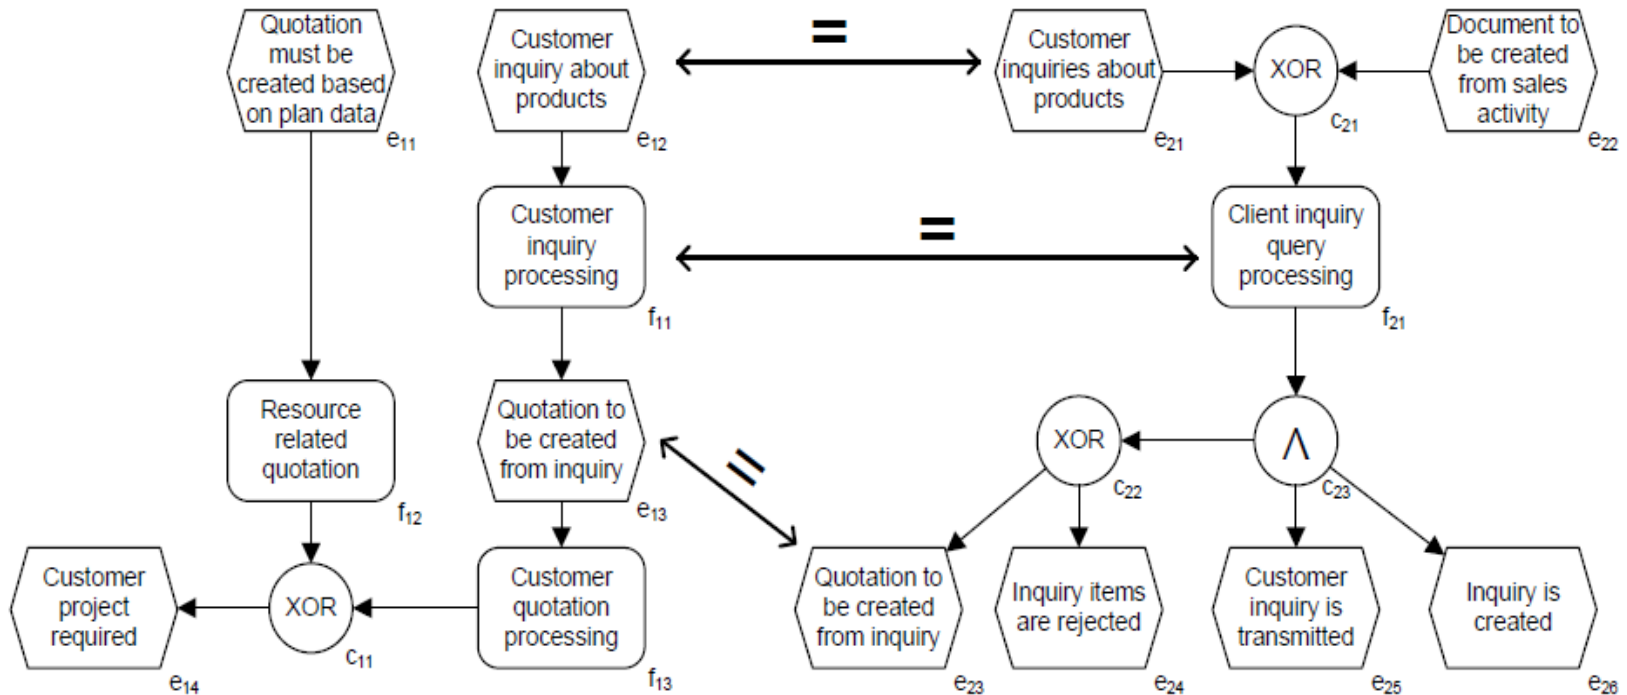 Quotation
must be
created based
on plan data
e11
Customer
inquiry about
products
e12
=
Customer
inquiries about
products
e21
XOR
c21
Document to
be created
from sales
activity
e22
Customer
inquiry
processing
f11
=
Client inquiry
query
processing
f21
Resource
related
quotation
f12
Quotation to
be created
from inquiry
e13
=
XOR
c22
Λ
c23
Customer
project
required
e14
XOR
c11
Customer
quotation
processing
f13
Quotation to
be created
from inquiry
e23
Inquiry items
are rejected
e24
Customer
inquiry is
transmitted
e25
Inquiry is
created
e26